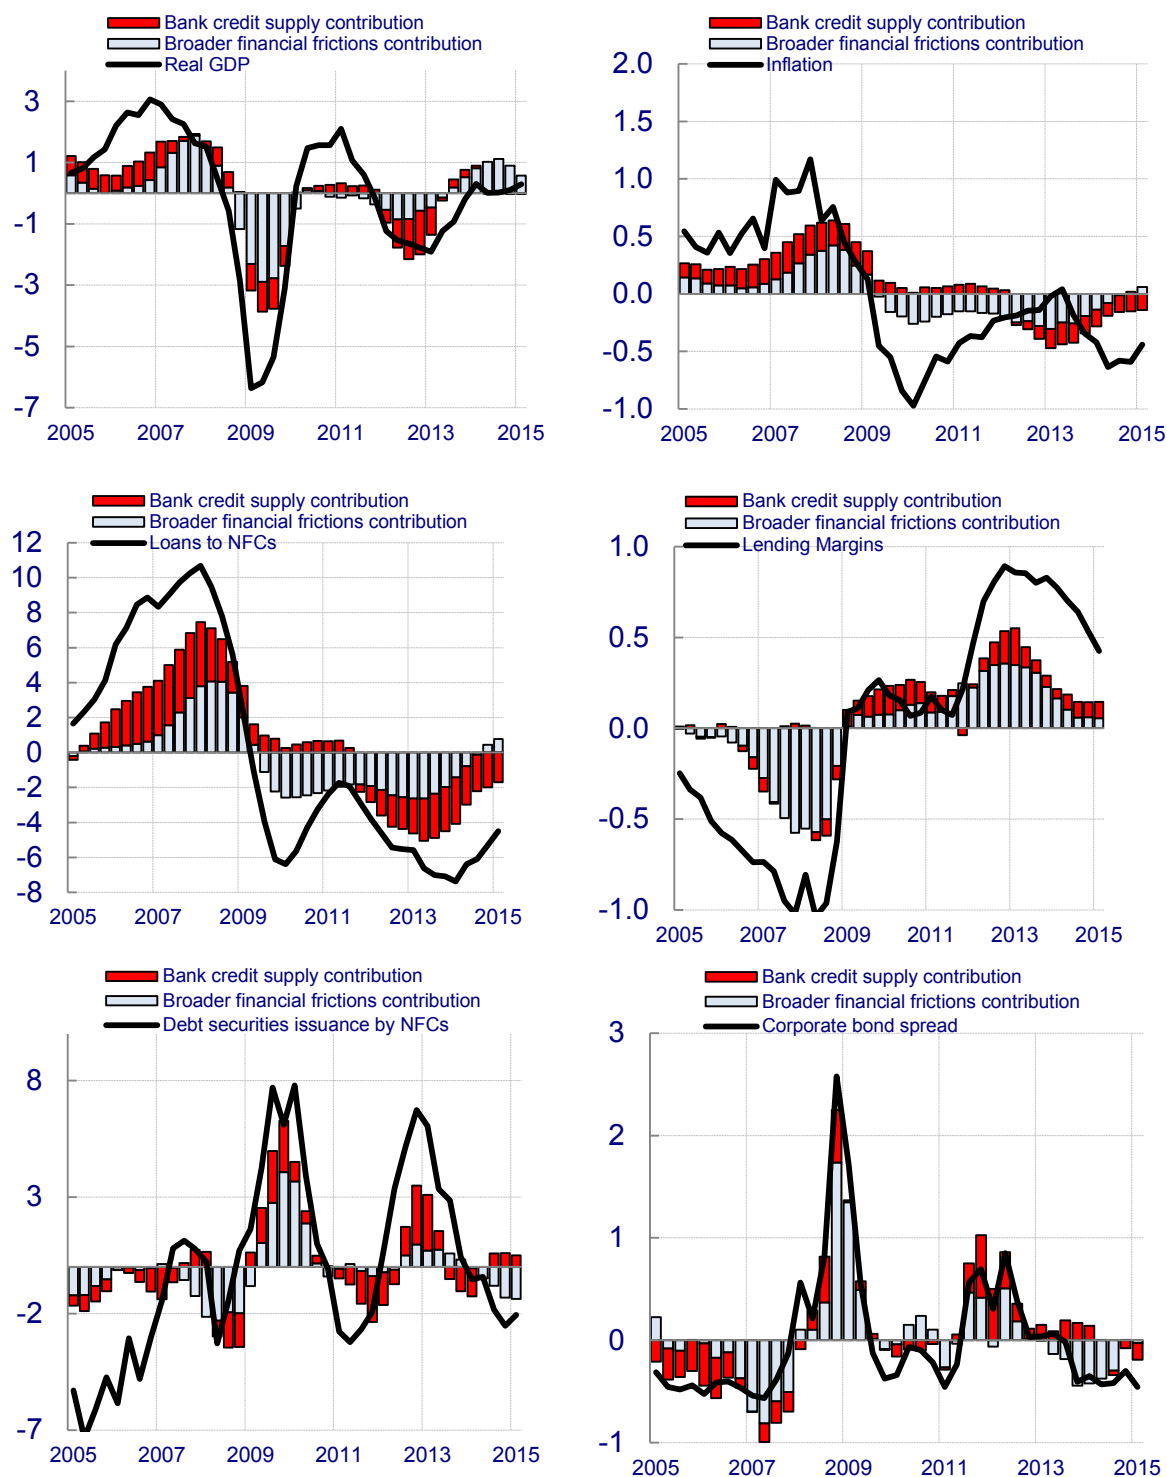 Bank credit supply contribution
Broader financial frictions contribution
Real GDP
3
1
-1
-3
-5
-7
2005 2007 2009 2011 2013 2015
Bank credit supply contribution
Broader financial frictions contribution
Inflation
2.0
1.5
1.0
0.5
0.0
-0.5
-1.0
2005 2007 2009 2011 2013 2015
Bank credit supply contribution
Broader financial frictions contribution
Loans to NFCs
12
10
8
6
4
2
0
-2
-4
-6
-8
2005 2007 2009 2011 2013 2015
Bank credit supply contribution
Broader financial frictions contribution
Lending Margins
1.0
0.5
0.0
-0.5
-1.0
2005 2007 2009 2011 2013 2015
Bank credit supply contribution
Broader financial frictions contribution
Debt securities issuance by NFCs
8
3
-2
-7
2005 2007 2009 2011 2013 2015
Bank credit supply contribution
Broader financial frictions contribution
Corporate bond spread
3
2
1
0
-1
2005 2007 2009 2011 2013 2015